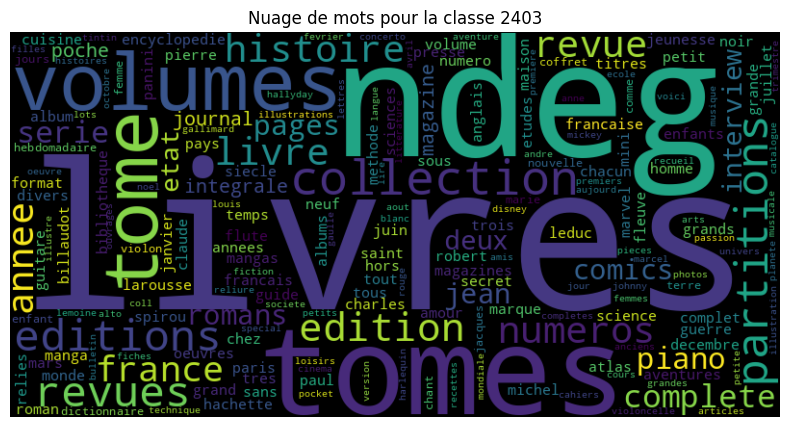 Nuage de mots pour la classe 2403
cuisine encyclopedie histoire revue jeunesse noir
filles tintin fevrier concerto avril aventure
jours histoires poche pierre volume coffret titres petit
octobre femme panini presse numero ecole premiere trimestre
volumes ndeg comme voici musique
album lots hallyday lettres langue anglais etudes maison grande juillet
serie journal gallimard illustrations magazine sciences litterature francaise interview enfants mickey catalogue
hebdomadaire tome etat pays pages methode sous andre nouvelle chacun mini recueil homme
oeuvre livre siecle collection premiers aujourd
format bibliotheque integrale marvel fleuve partitions
divers noel neuf albums aout blanc trois disney arts grands
annee louis temps juin deux leduc passion
guitare illustre billaudot violon janvier claude flute annees saint robert amis pieces marcel univers musicale
livres
larousse mangas hors magazines comics photos planete illustration
coll fiction francais tout secret jour johnny terre
enfant lemoine alto reliure guide societe tous charles rouge marque femmes
spirou romans petits jean science complet
editions chez special amour jacques completes guerre
manga bulletin oeuvres edition numeros decembre anciens
mars fiches loisirs piano petite
relies monde france paris cinema tomes harlequin recettes mondiale atlas cours aventures
grand tres version grandes
revues sans paul chant michel complete
roman hachette pocket cahiers violoncelle
dictionnaire technique articles